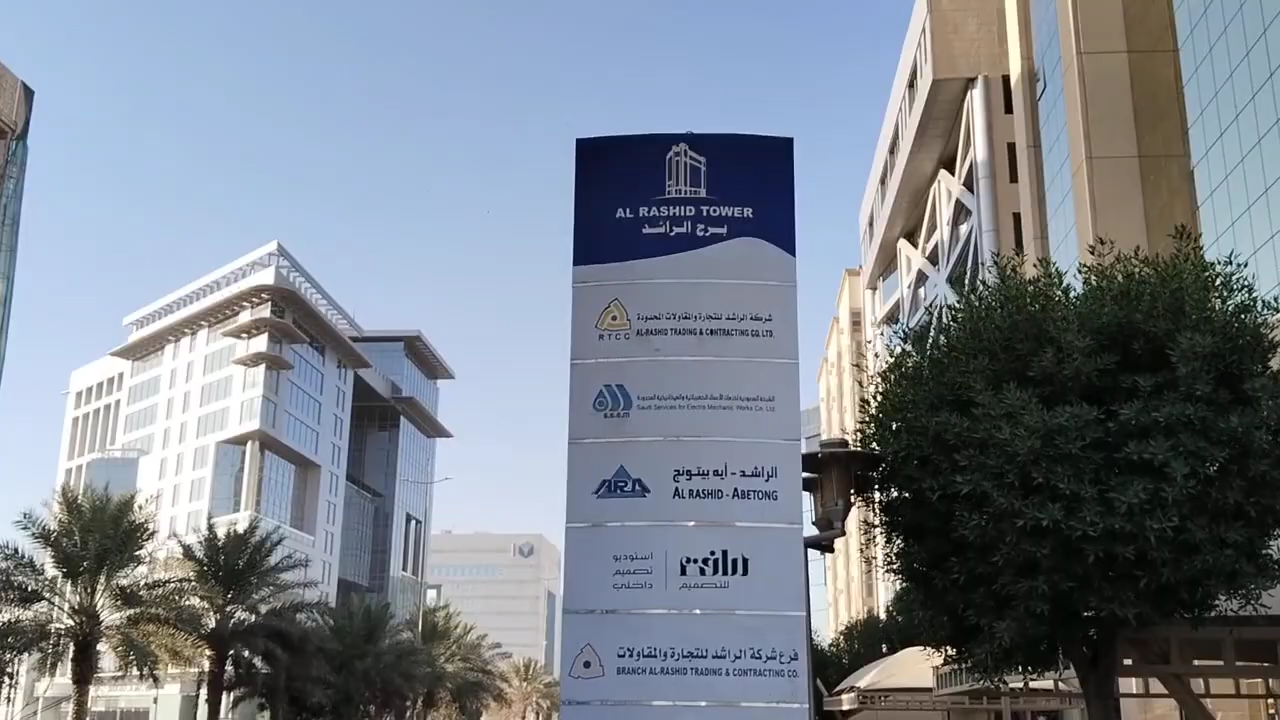 AL RASHID TOWER
برج الراشد
شركة الراشد للتجارة والمقاولات المحدودة
RTCC
AL-RASHID TRADING & CONTRACTING CO. LTD.
s.s.e.m
Saudi Services for Electro Mechanic Works Co. Ltd.
الراشد - أيه بيتونج
ARA
AL RASHID - ABETONG
استوديو
تصميم
داخلي
للتصميم
فرع شركة الراشد للتجارة والمقاولات
BRANCH AL-RASHID TRADING & CONTRACTING CO.